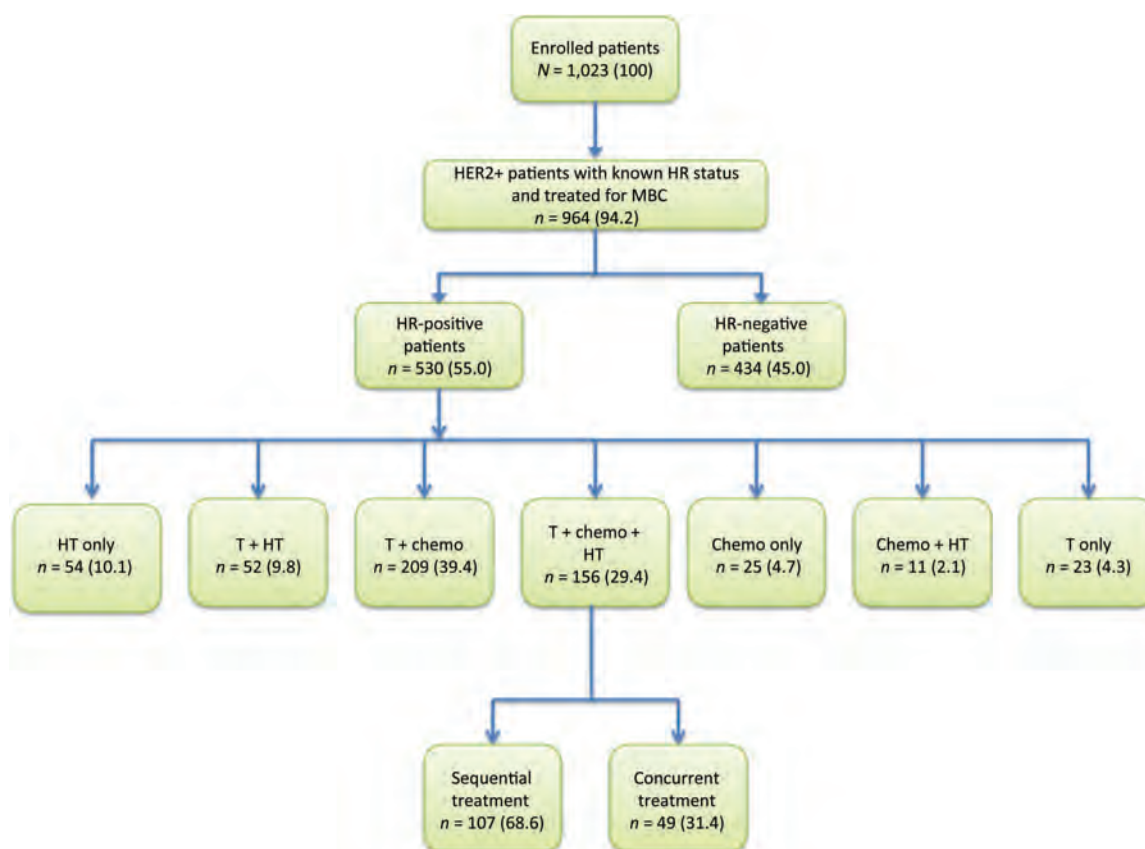 Enrolled patients
N = 1,023 (100)
HER2+ patients with known HR status
and treated for MBC
n = 964 (94.2)
HR-positive
patients
n = 530 (55.0)
HR-negative
patients
n = 434 (45.0)
HT only
n = 54 (10.1)
T + HT
n = 52 (9.8)
T + chemo
n = 209 (39.4)
T + chemo +
HT
n = 156 (29.4)
Chemo only
n = 25 (4.7)
Chemo + HT
n = 11 (2.1)
T only
n = 23 (4.3)
Sequential
treatment
n = 107 (68.6)
Concurrent
treatment
n = 49 (31.4)